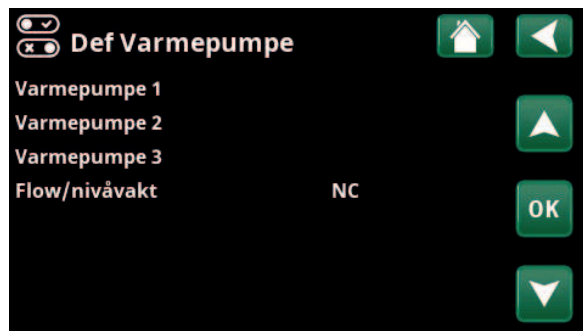 Def Varmepumpe
Varmepumpe 1
Varmepumpe 2
Varmepumpe 3
Flow/nivåvakt NC
OK